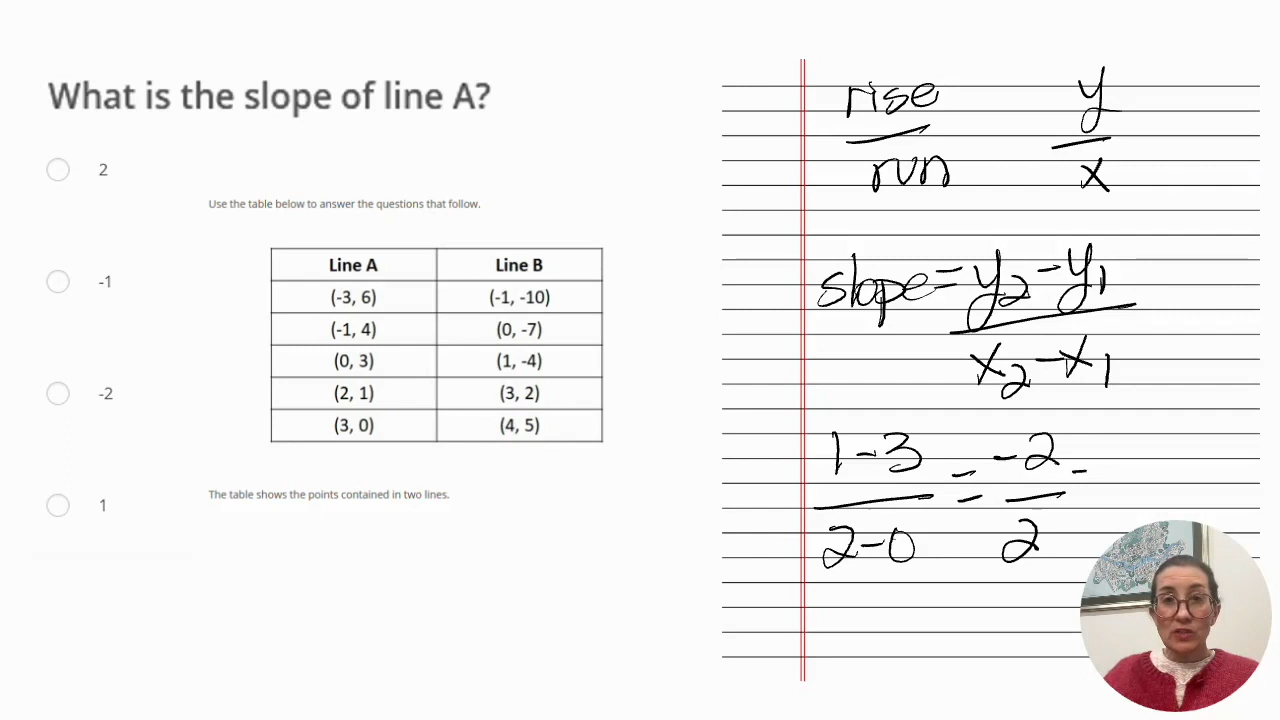 What is the slope of line A?
2
Use the table below to answer the questions that follow.
-1
Line A Line B
(-3, 6) (-1, -10)
(-1, 4) (0, -7)
(0, 3) (1, -4)
-2
(2, 1) (3, 2)
(3, 0) (4, 5)
The table shows the points contained in two lines.
1
rise y
run x
slope = y2 - y1
x2 - x1
1-3 = -2 =
2-0 2